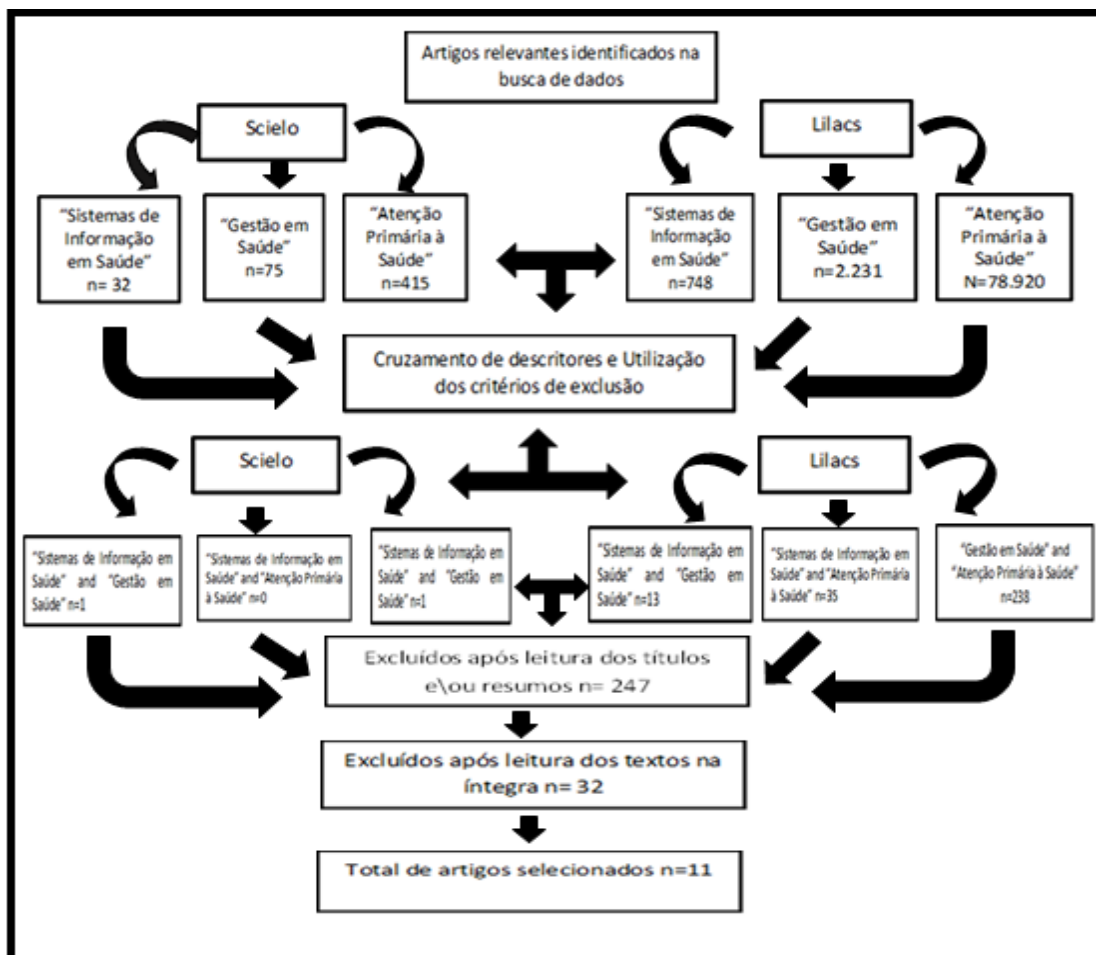 Artigos relevantes identificados na
busca de dados
Scielo
Lilacs
“Sistemas de
Informação
em Saúde”
n= 32
“Gestão em
Saúde”
n=75
“Atenção
Primária à
Saúde”
n=415
“Sistemas de
Informação
em Saúde”
n=748
“Gestão em
Saúde”
n=2.231
“Atenção
Primária à
Saúde”
N=78.920
Cruzamento de descritores e Utilização
dos critérios de exclusão
Scielo
Lilacs
“Sistemas de Informação em
Saúde” and “Gestão em
Saúde” n=1
“Sistemas de Informação em
Saúde” and “Atenção Primária
à Saúde” n=0
“Sistemas de Informação em
Saúde” and “Gestão em
Saúde” n=1
“Sistemas de Informação em
Saúde” and “Gestão em
Saúde” n=13
“Sistemas de Informação em
Saúde” and “Atenção Primária
à Saúde” n=35
“Gestão em Saúde” and
“Atenção Primária à Saúde”
n=238
Excluídos após leitura dos títulos
e\ou resumos n= 247
Excluídos após leitura dos textos na
íntegra n= 32
Total de artigos selecionados n=11